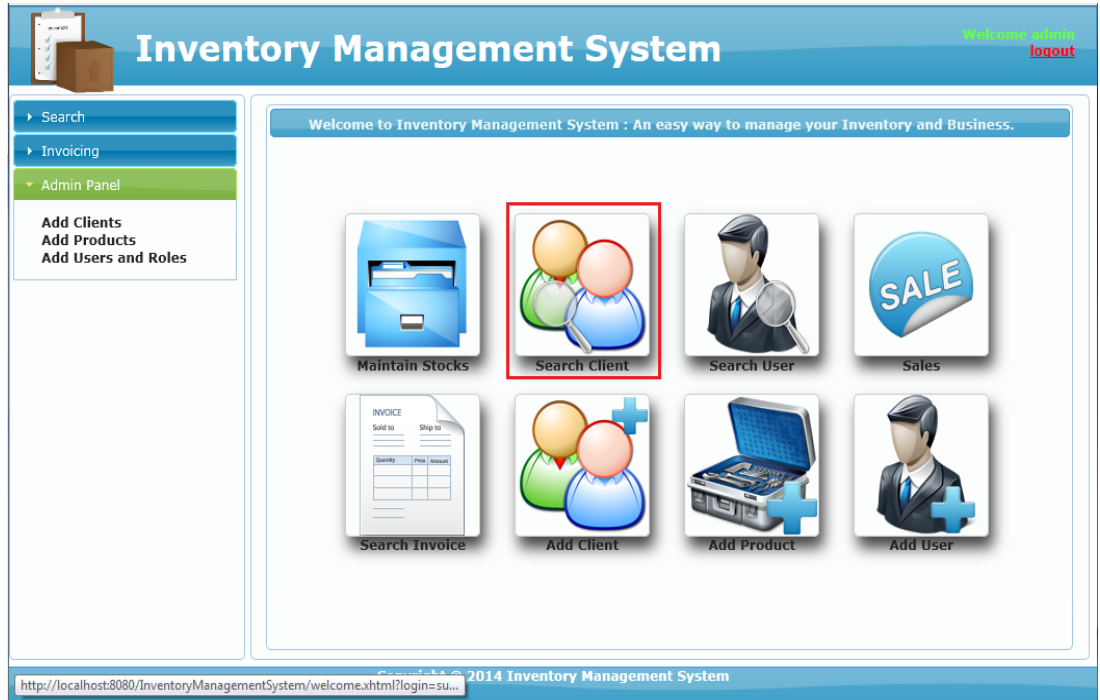 Inventory Management System
Welcome admin
logout
Search
Invoicing
Admin Panel
Add Clients
Add Products
Add Users and Roles
Welcome to Inventory Management System : An easy way to manage your Inventory and Business.
Maintain Stocks
Search Client
Search User
SALE
Sales
INVOICE
Sold to Ship to
Quantity Price Amount
Search Invoice
Add Client
Add Product
Add User
Copyright © 2014 Inventory Management System
http://localhost:8080/InventoryManagementSystem/welcome.xhtml?login=su...